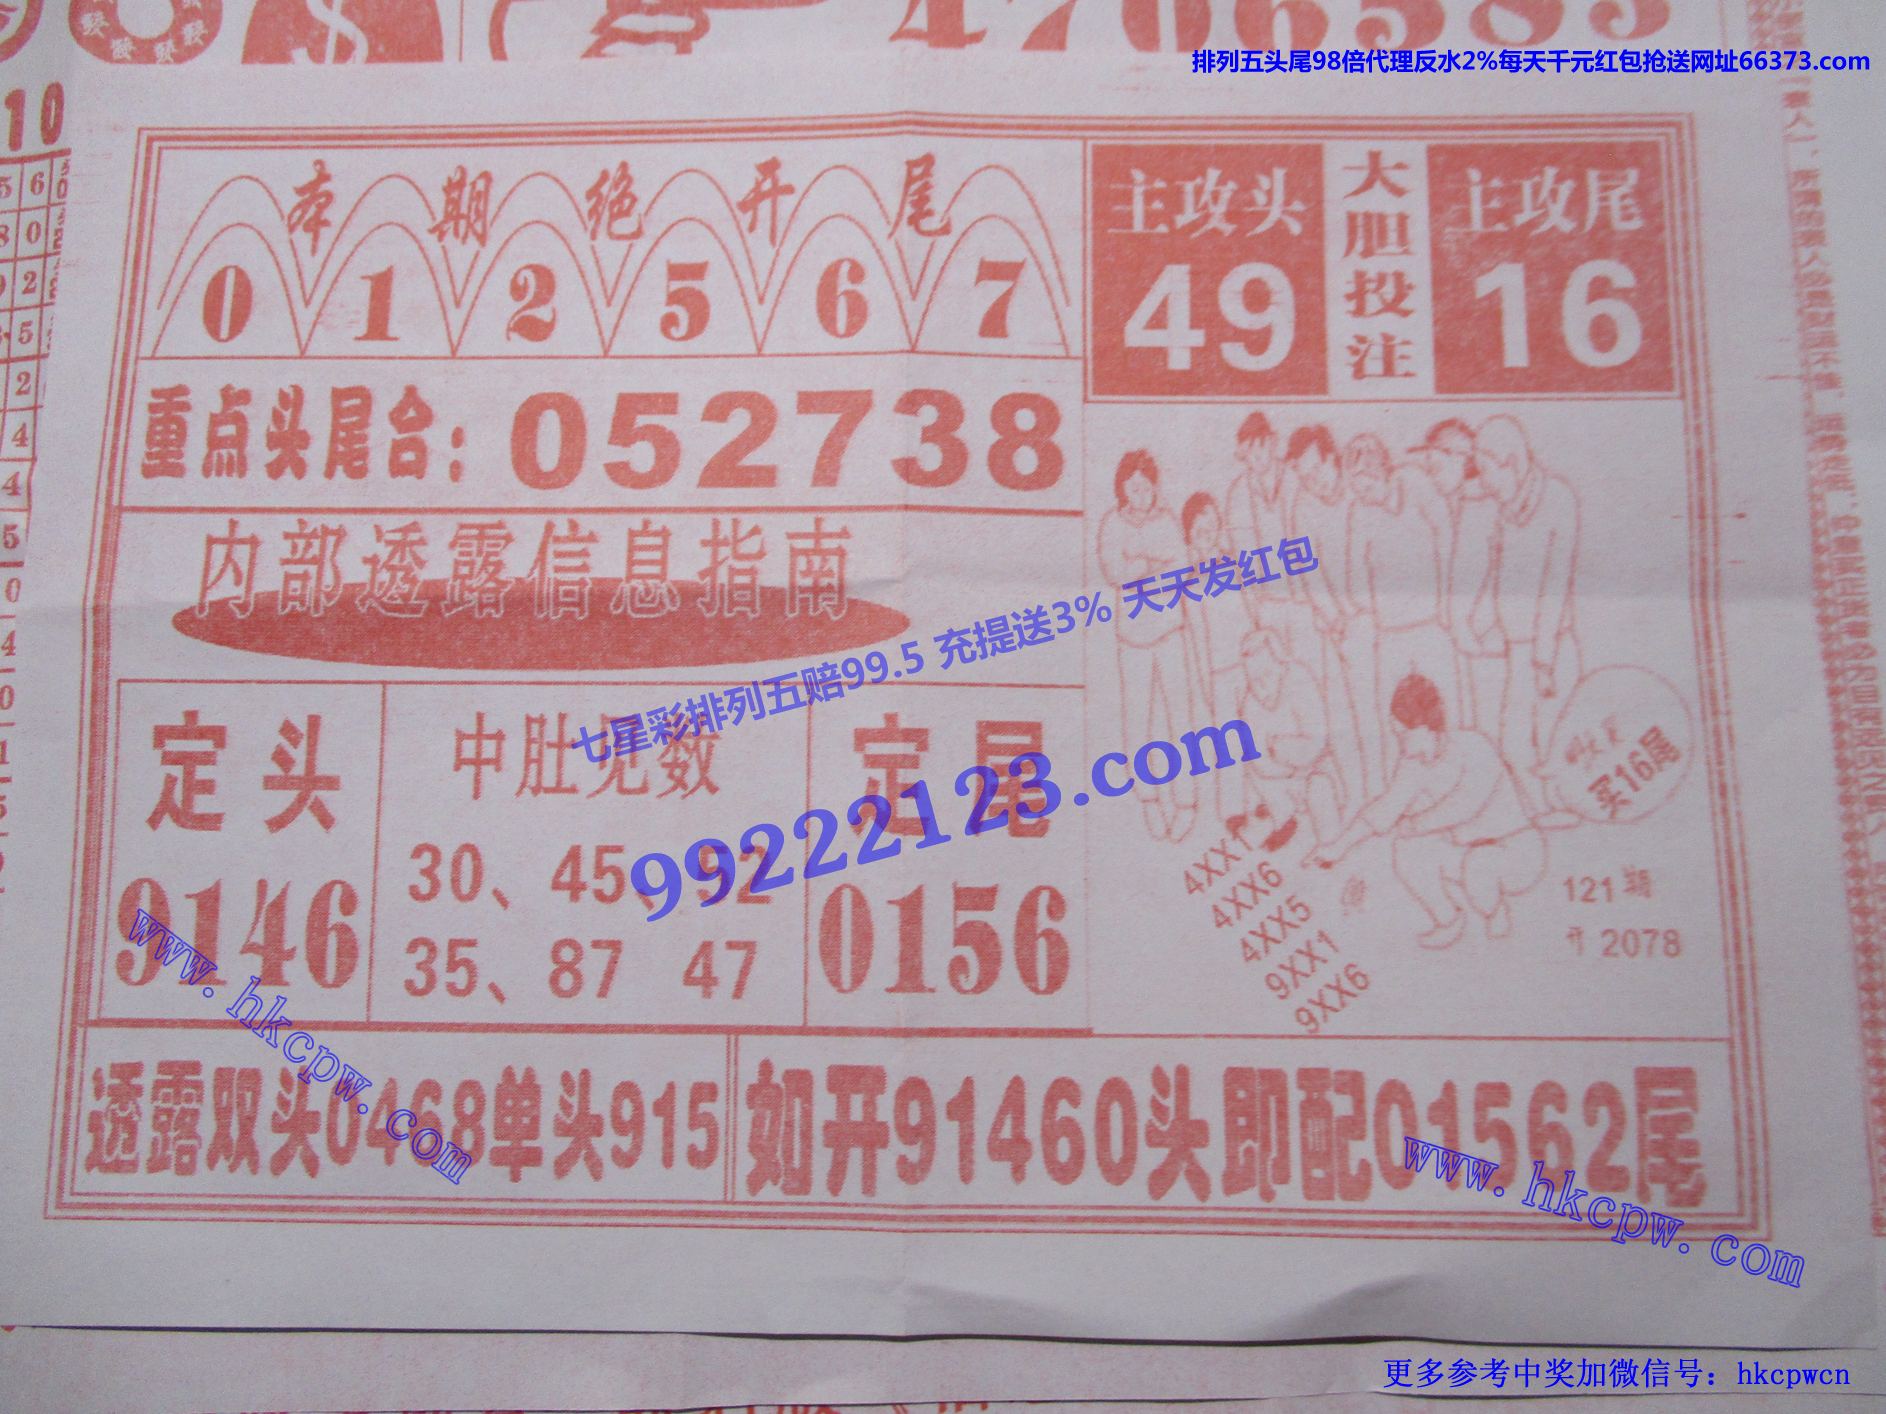 4706585
排列五头尾98倍代理反水2%每天千元红包抢送网址66373.com
10
本期绝开尾
0 1 2 5 6 7
主攻头
49
大胆投注
主攻尾
16
重点头尾合：052738
内部透露信息指南
七星彩排列五赔99.5 充提送3% 天天发红包
99222123.com
定头
9146
中肚见数
30、45、52
35、87 47
定尾
0156
买16尾
4XX1
4XX6
4XX5
9XX1
9XX6
121期
开2078
透露双头0468单头915
如开91460头即配01562尾
www.hkcpw.com
www.hkcpw.com
更多参考中奖加微信号：hkcpwcn